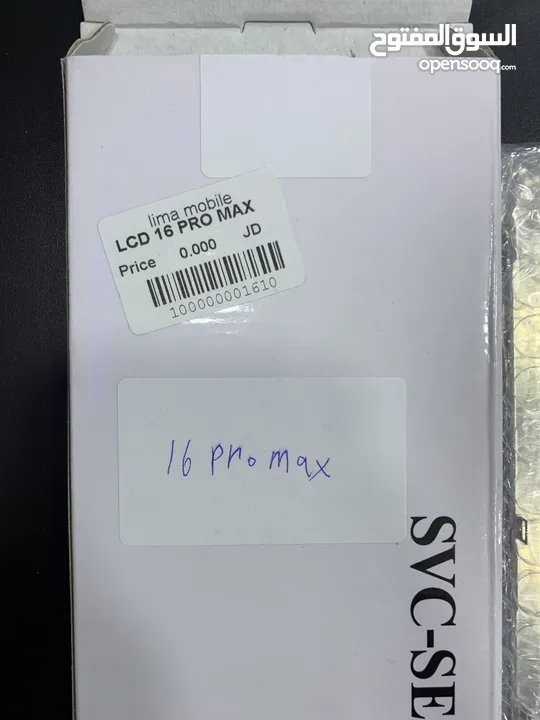 السوق المفتوح
opensooq.com
lima mobile
LCD 16 PRO MAX
Price 0.000 JD
100000001610
16 pro max
SVC-SE